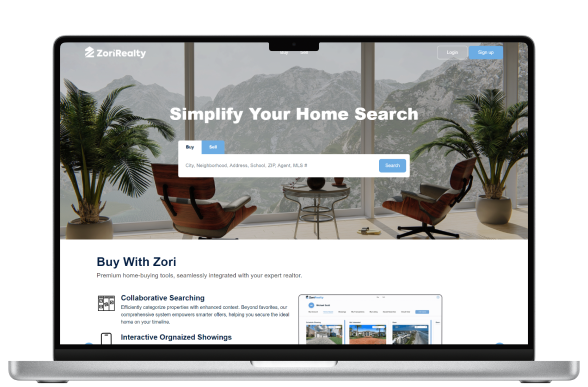 ZoriRealty
Login
Sign up
Simplify Your Home Search
Buy
Sell
City, Neighborhood, Address, School, ZIP, Agent, MLS #
Search
Buy With Zori
Premium home-buying tools, seamlessly integrated with your expert realtor.
Collaborative Searching
Efficiently categorize properties with enhanced context. Beyond favorites, our
comprehensive system empowers smarter offers, helping you secure the ideal
home on your timeline.
Interactive Orgnaized Showings
ZoriRealty